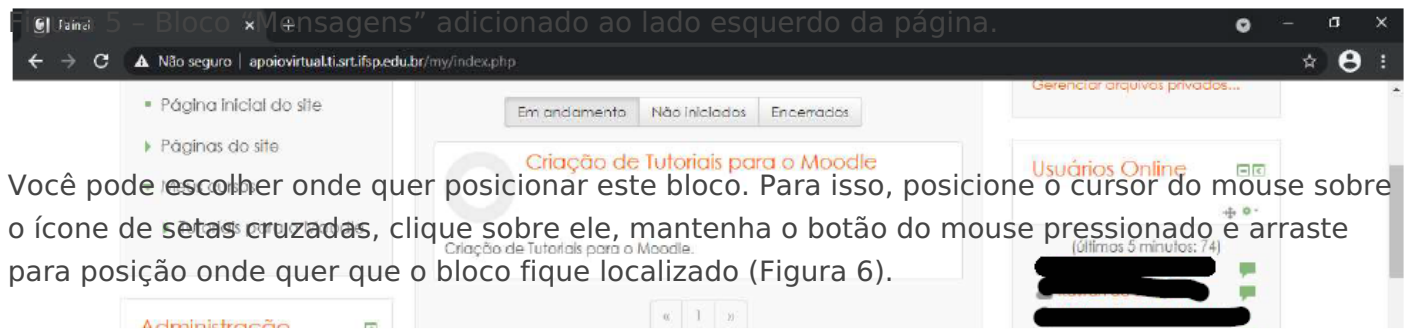 Figura 5 – Bloco “Mensagens” adicionado ao lado esquerdo da página.
Painel
Não seguro | apoiovirtual.ti.srt.ifsp.edu.br/my/index.php
Página inicial do site
Páginas do site
Em andamento
Não iniciados
Encerrados
Criação de Tutoriais para o Moodle
Criação de Tutoriais para o Moodle.
« 1 »
Gerenciar arquivos privados...
Usuários Online
(últimos 5 minutos: 74)
Você pode escolher onde quer posicionar este bloco. Para isso, posicione o cursor do mouse sobre
o ícone de setas cruzadas, clique sobre ele, mantenha o botão do mouse pressionado e arraste
para posição onde quer que o bloco fique localizado (Figura 6).
Administração